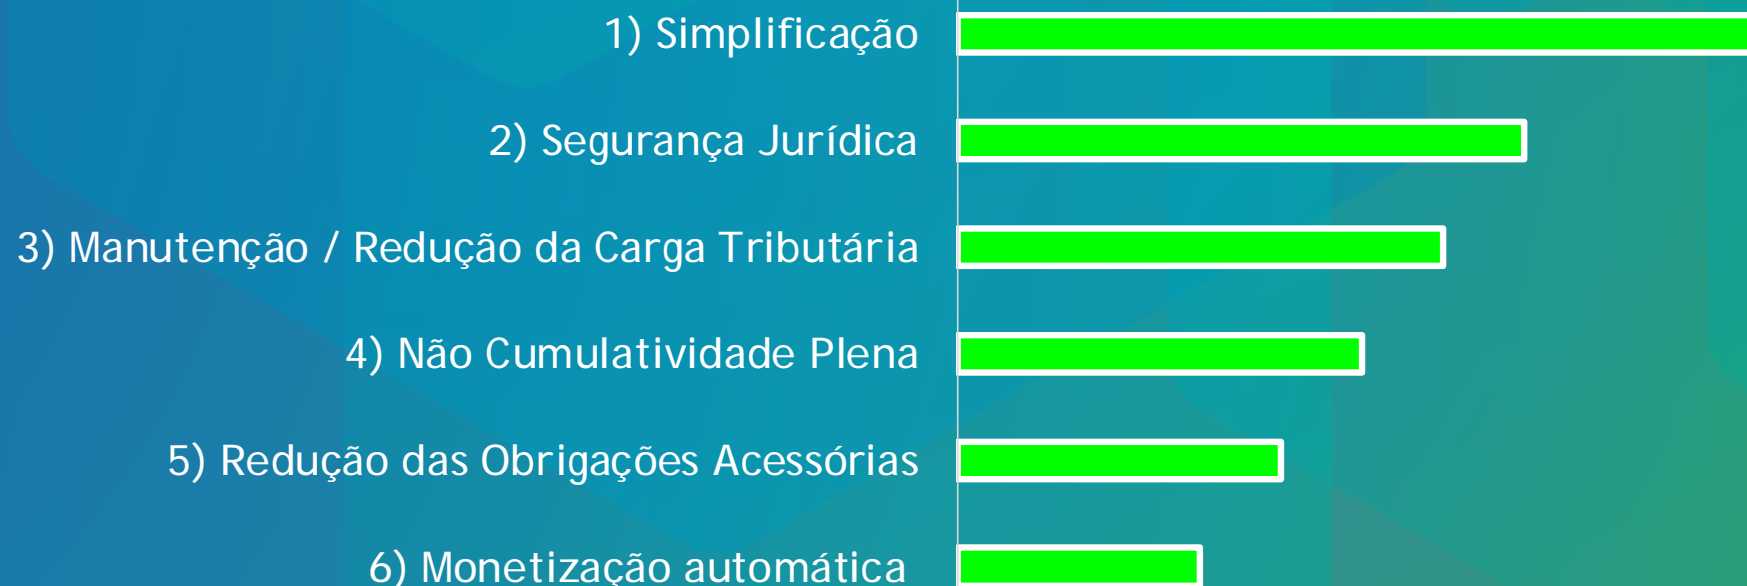 1) Simplificação
2) Segurança Jurídica
3) Manutenção / Redução da Carga Tributária
4) Não Cumulatividade Plena
5) Redução das Obrigações Acessórias
6) Monetização automática